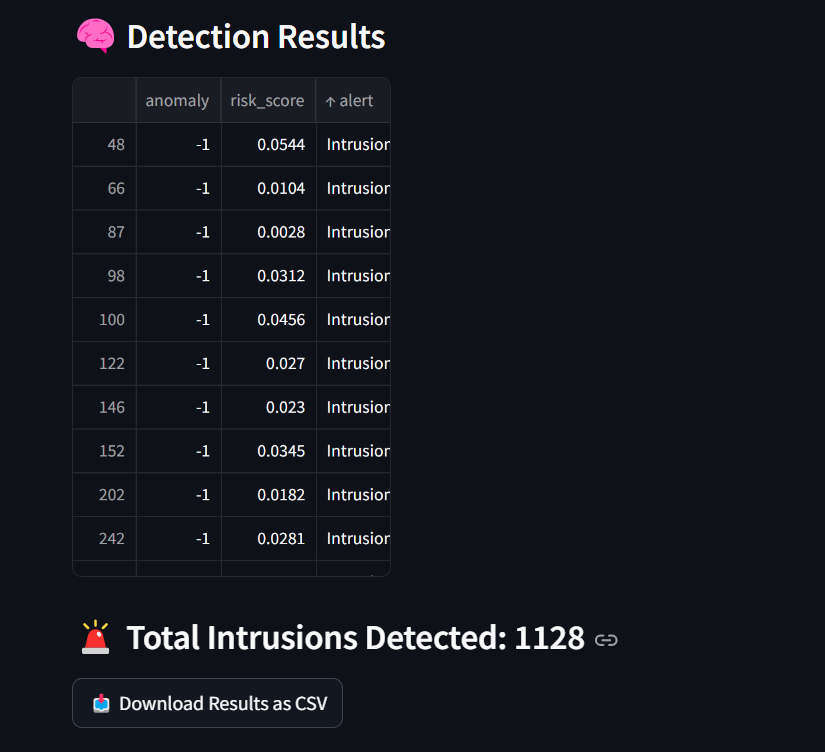 🧠 Detection Results
anomaly risk_score ↑ alert
48 -1 0.0544 Intrusion
66 -1 0.0104 Intrusion
87 -1 0.0028 Intrusion
98 -1 0.0312 Intrusion
100 -1 0.0456 Intrusion
122 -1 0.027 Intrusion
146 -1 0.023 Intrusion
152 -1 0.0345 Intrusion
202 -1 0.0182 Intrusion
242 -1 0.0281 Intrusion
🚨 Total Intrusions Detected: 1128
📥 Download Results as CSV